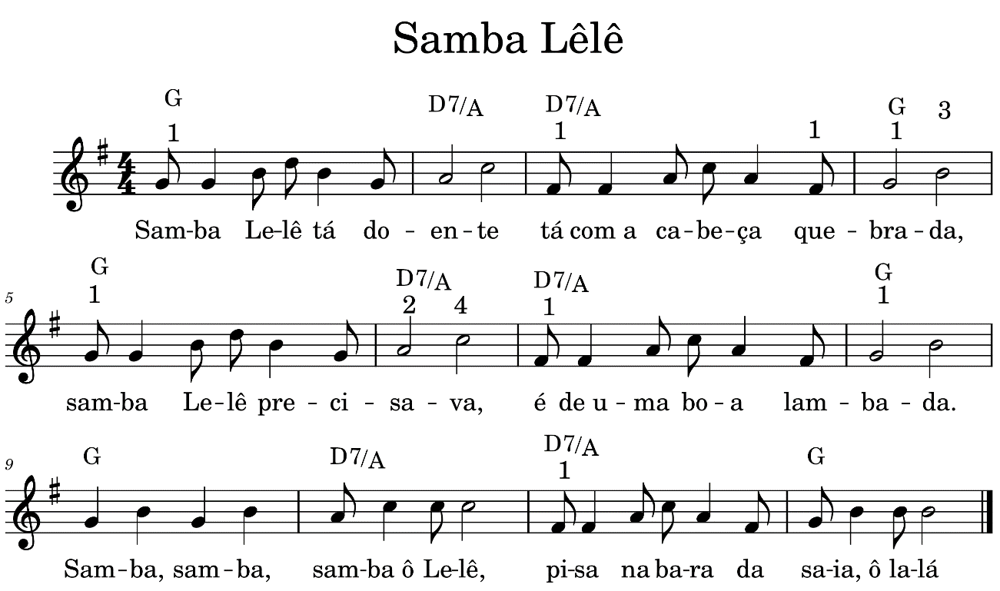 Samba Lêlê
G D7/A D7/A G
1 1 1 1 3
4
4
Sam-ba Le-lê tá do-en-te tá com a ca-be-ça que-bra-da,
G D7/A D7/A G
5 1 2 4 1 1
sam-ba Le-lê pre-ci-sa-va, é de u-ma bo-a lam-ba-da.
G D7/A D7/A G
9 1
Sam-ba, sam-ba, sam-ba ô Le-lê, pi-sa na ba-ra da sa-ia, ô la-lá